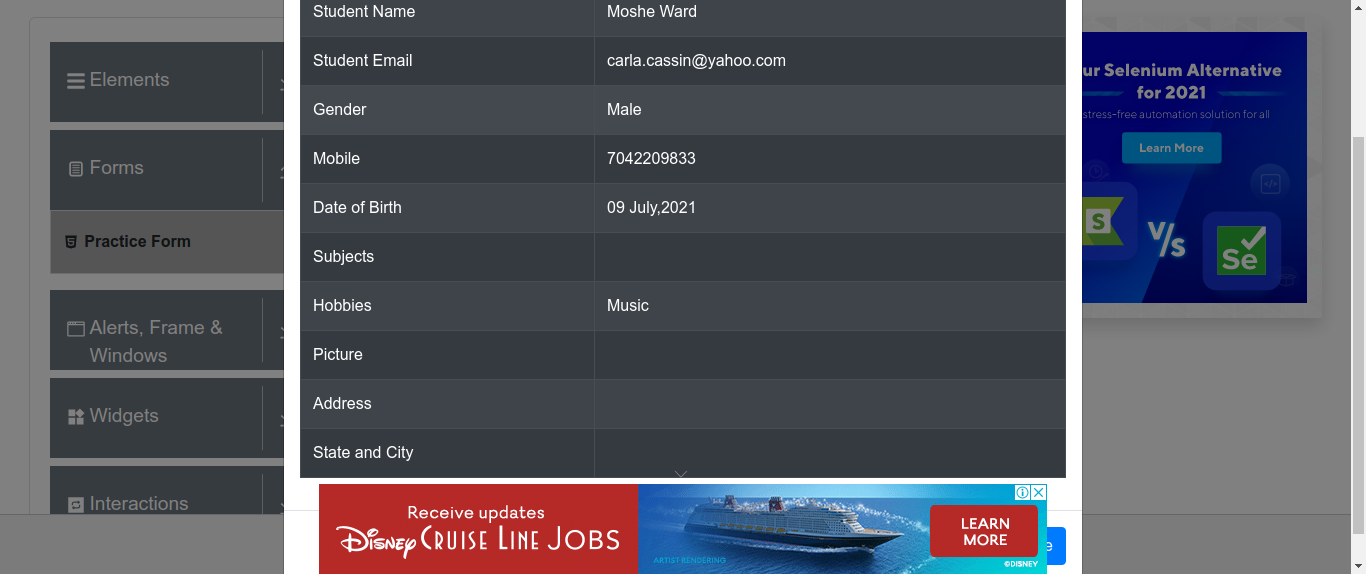 Student Name Moshe Ward
Student Email carla.cassin@yahoo.com
Gender Male
Mobile 7042209833
Date of Birth 09 July,2021
Subjects
Hobbies Music
Picture
Address
State and City
Elements
Forms
Practice Form
Alerts, Frame &
Windows
Widgets
Interactions
ur Selenium Alternative
for 2021
stress-free automation solution for all
Learn More
S
V/s
Se
Receive updates
Disney CRUISE LINE JOBS
ARTIST RENDERING
LEARN
MORE
©DISNEY
e